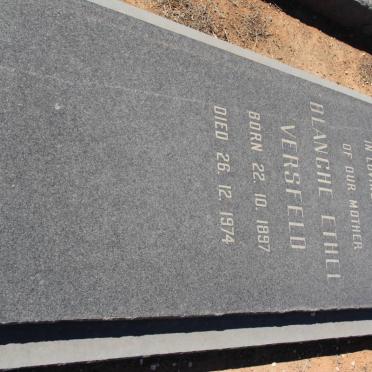 IN LOVING
OF OUR MOTHER
BLANCHE ETHEL
VERSFELD
BORN 22. 10. 1897
DIED 26. 12. 1974